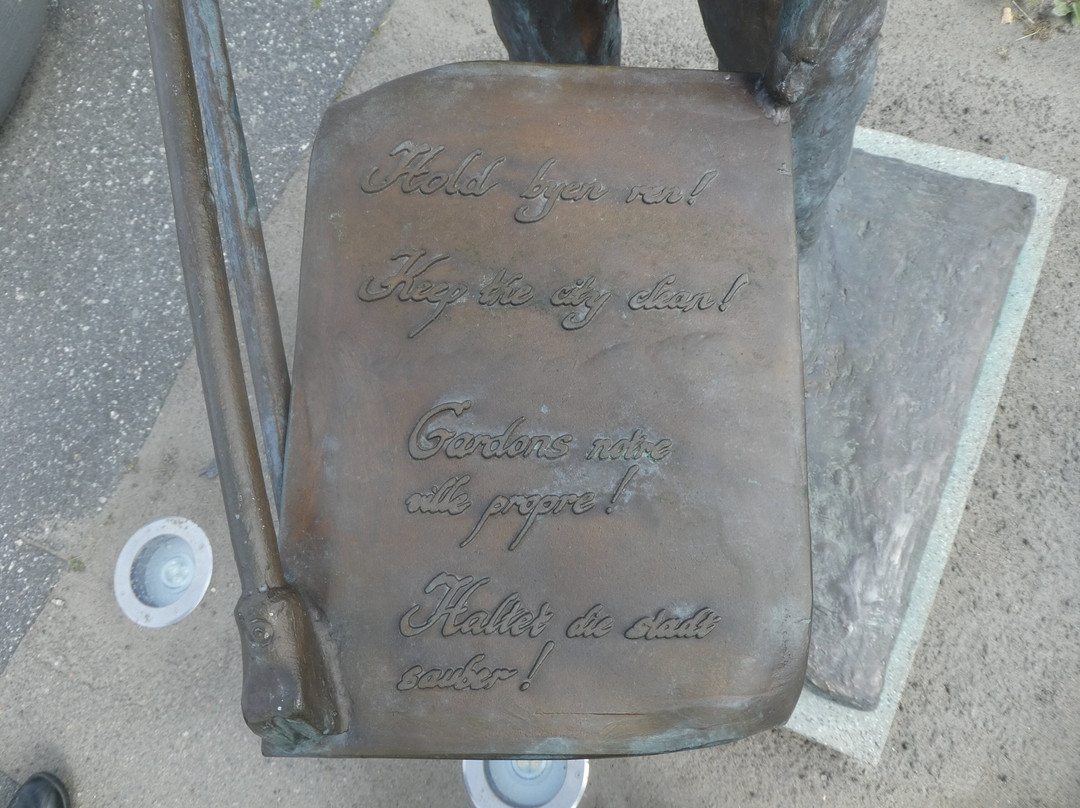 Hold byen ren!
Keep the city clean!
Gardons notre
ville propre!
Haltet die stadt
sauber!